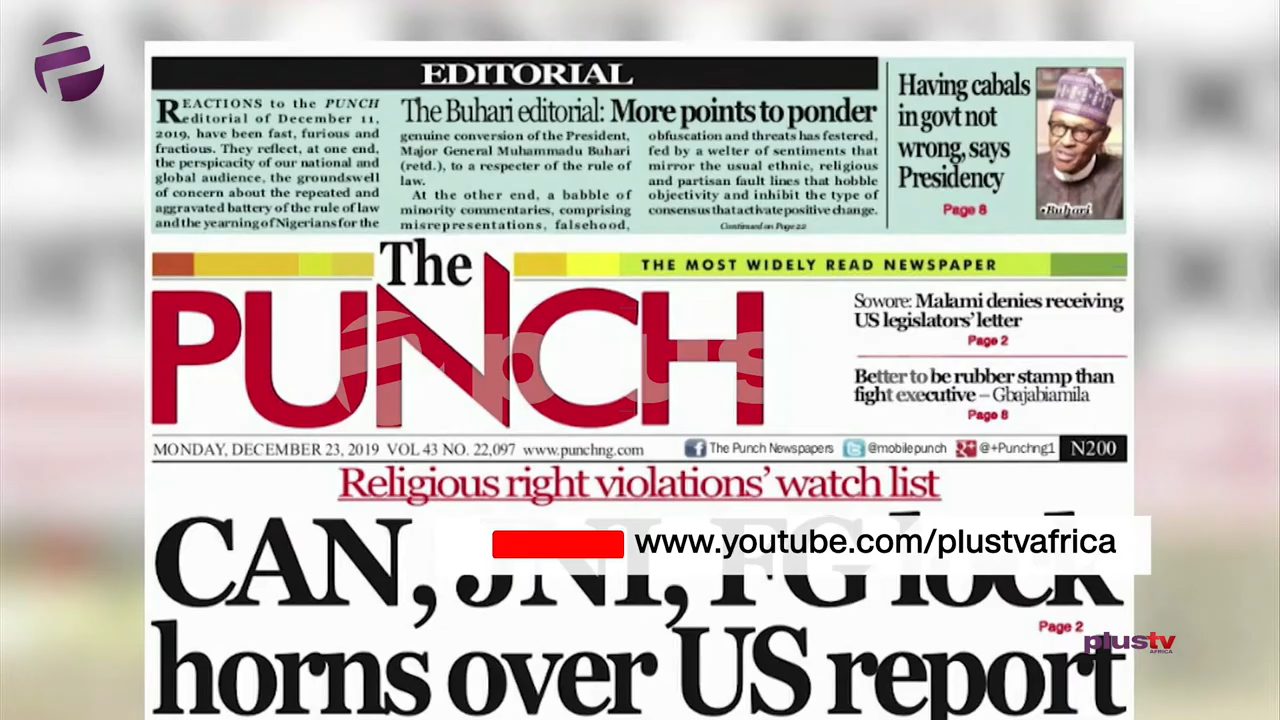 EDITORIAL
REACTIONS to the PUNCH
editorial of December 11,
2019, have been fast, furious and
fractious. They reflect, at one end,
the perspicacity of our national and
global audience, the groundswell
of concern about the repeated and
aggravated battery of the rule of law
and the yearning of Nigerians for the
The Buhari editorial: More points to ponder
genuine conversion of the President,
Major General Muhammadu Buhari
(retd.), to a respecter of the rule of
law.
At the other end, a babble of
minority commentaries, comprising
misrepresentations, falsehood,
obfuscation and threats has festered,
fed by a welter of sentiments that
mirror the usual ethnic, religious
and partisan fault lines that hobble
objectivity and inhibit the type of
consensus that activate positive change.
Continued on Page 22
Having cabals
in govt not
wrong, says
Presidency
Page 8
•Buhari
The
PUNCH
THE MOST WIDELY READ NEWSPAPER
Sowore: Malami denies receiving
US legislators' letter
Page 2
Better to be rubber stamp than
fight executive – Gbajabiamila
Page 8
plus
MONDAY, DECEMBER 23, 2019 VOL 43 NO. 22,097 www.punchng.com The Punch Newspapers @mobilepunch @+Punchng1 N200
Religious right violations' watch list
CAN, JNI, FG lock
www.youtube.com/plustvafrica
horns over US report
Page 2
plustv
AFRICA